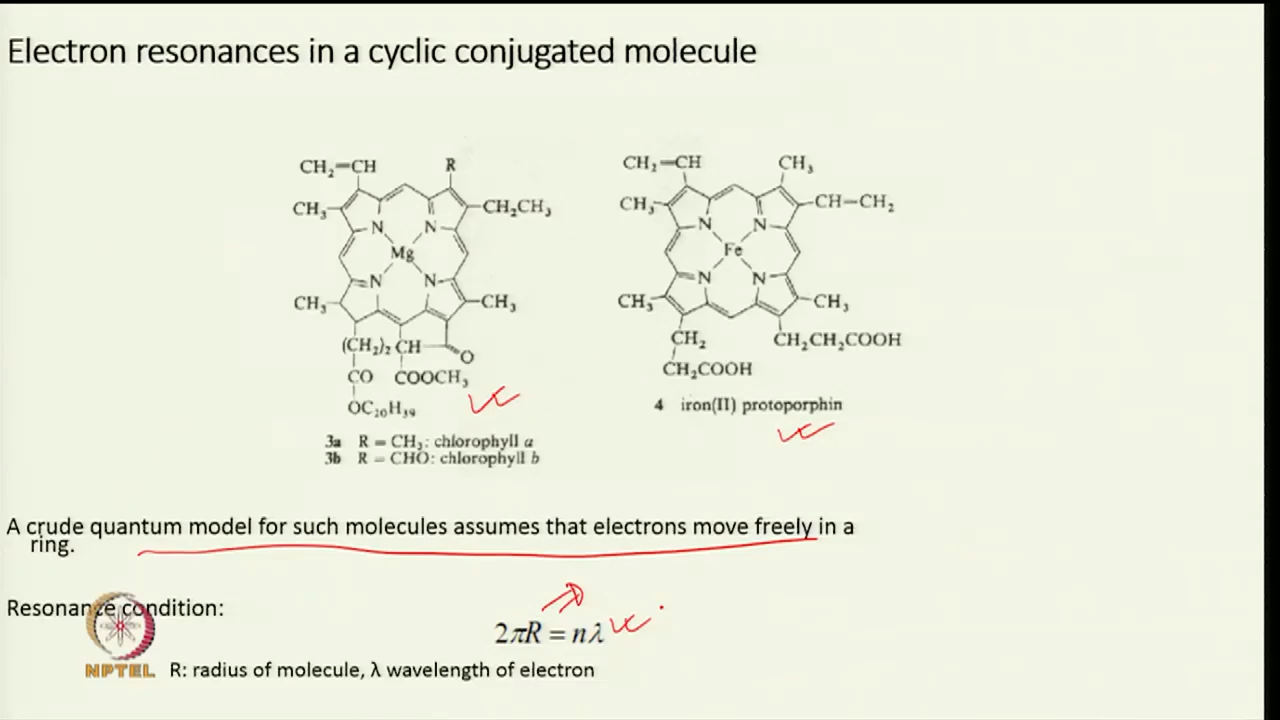 Electron resonances in a cyclic conjugated molecule
CH₂=CH R
CH₃ CH₂CH₃
N N
Mg
N N
CH₃ CH₃
(CH₂)₂ CH O
CO COOCH₃
OC₂₀H₃₉
3a R = CH₃: chlorophyll a
3b R = CHO: chlorophyll b
CH₂=CH CH₃
CH₃ CH=CH₂
N N
Fe
N N
CH₃ CH₃
CH₂ CH₂CH₂COOH
CH₂COOH
4 iron(II) protoporphin
A crude quantum model for such molecules assumes that electrons move freely in a
ring.
Resonance condition:
2πR = nλ
NPTEL
R: radius of molecule, λ wavelength of electron